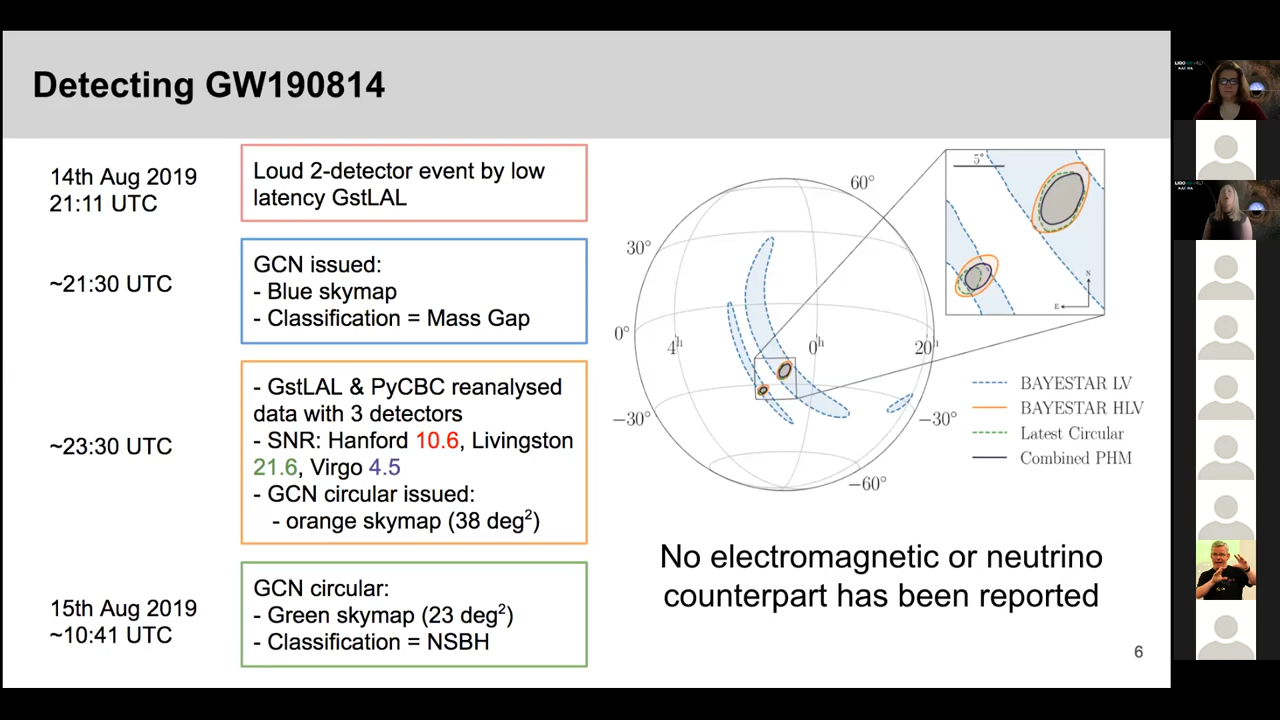 Detecting GW190814
14th Aug 2019
21:11 UTC
Loud 2-detector event by low
latency GstLAL
~21:30 UTC
GCN issued:
- Blue skymap
- Classification = Mass Gap
~23:30 UTC
- GstLAL & PyCBC reanalysed
data with 3 detectors
- SNR: Hanford 10.6, Livingston
21.6, Virgo 4.5
- GCN circular issued:
- orange skymap (38 deg²)
15th Aug 2019
~10:41 UTC
GCN circular:
- Green skymap (23 deg²)
- Classification = NSBH
60°
30°
0°
4ʰ
0ʰ
20ʰ
−30°
−30°
−60°
5°
N
E
BAYESTAR LV
BAYESTAR HLV
Latest Circular
Combined PHM
No electromagnetic or neutrino
counterpart has been reported
6